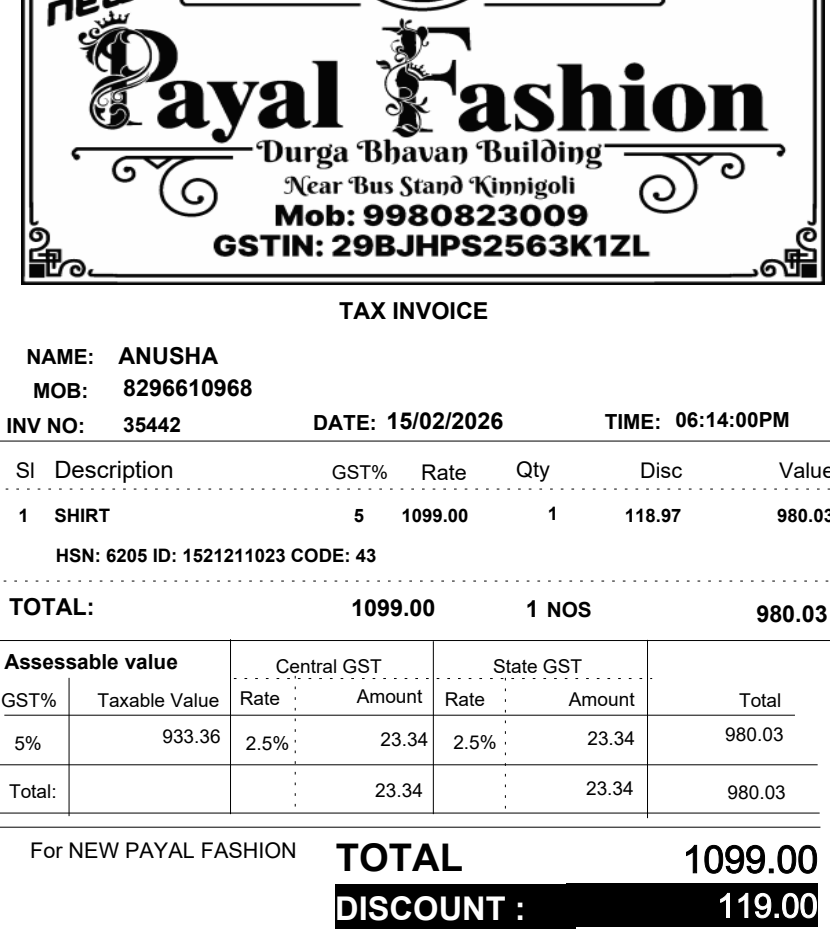 new
Payal Fashion
Durga Bhavan Building
Near Bus Stand Kinnigoli
Mob: 9980823009
GSTIN: 29BJHPS2563K1ZL
TAX INVOICE
NAME: ANUSHA
MOB: 8296610968
INV NO: 35442 DATE: 15/02/2026 TIME: 06:14:00PM
Sl Description GST% Rate Qty Disc Value
1 SHIRT 5 1099.00 1 118.97 980.03
HSN: 6205 ID: 1521211023 CODE: 43
TOTAL: 1099.00 1 NOS 980.03
Assessable value Central GST State GST
GST% Taxable Value Rate Amount Rate Amount Total
5% 933.36 2.5% 23.34 2.5% 23.34 980.03
Total: 23.34 23.34 980.03
For NEW PAYAL FASHION TOTAL 1099.00
DISCOUNT : 119.00